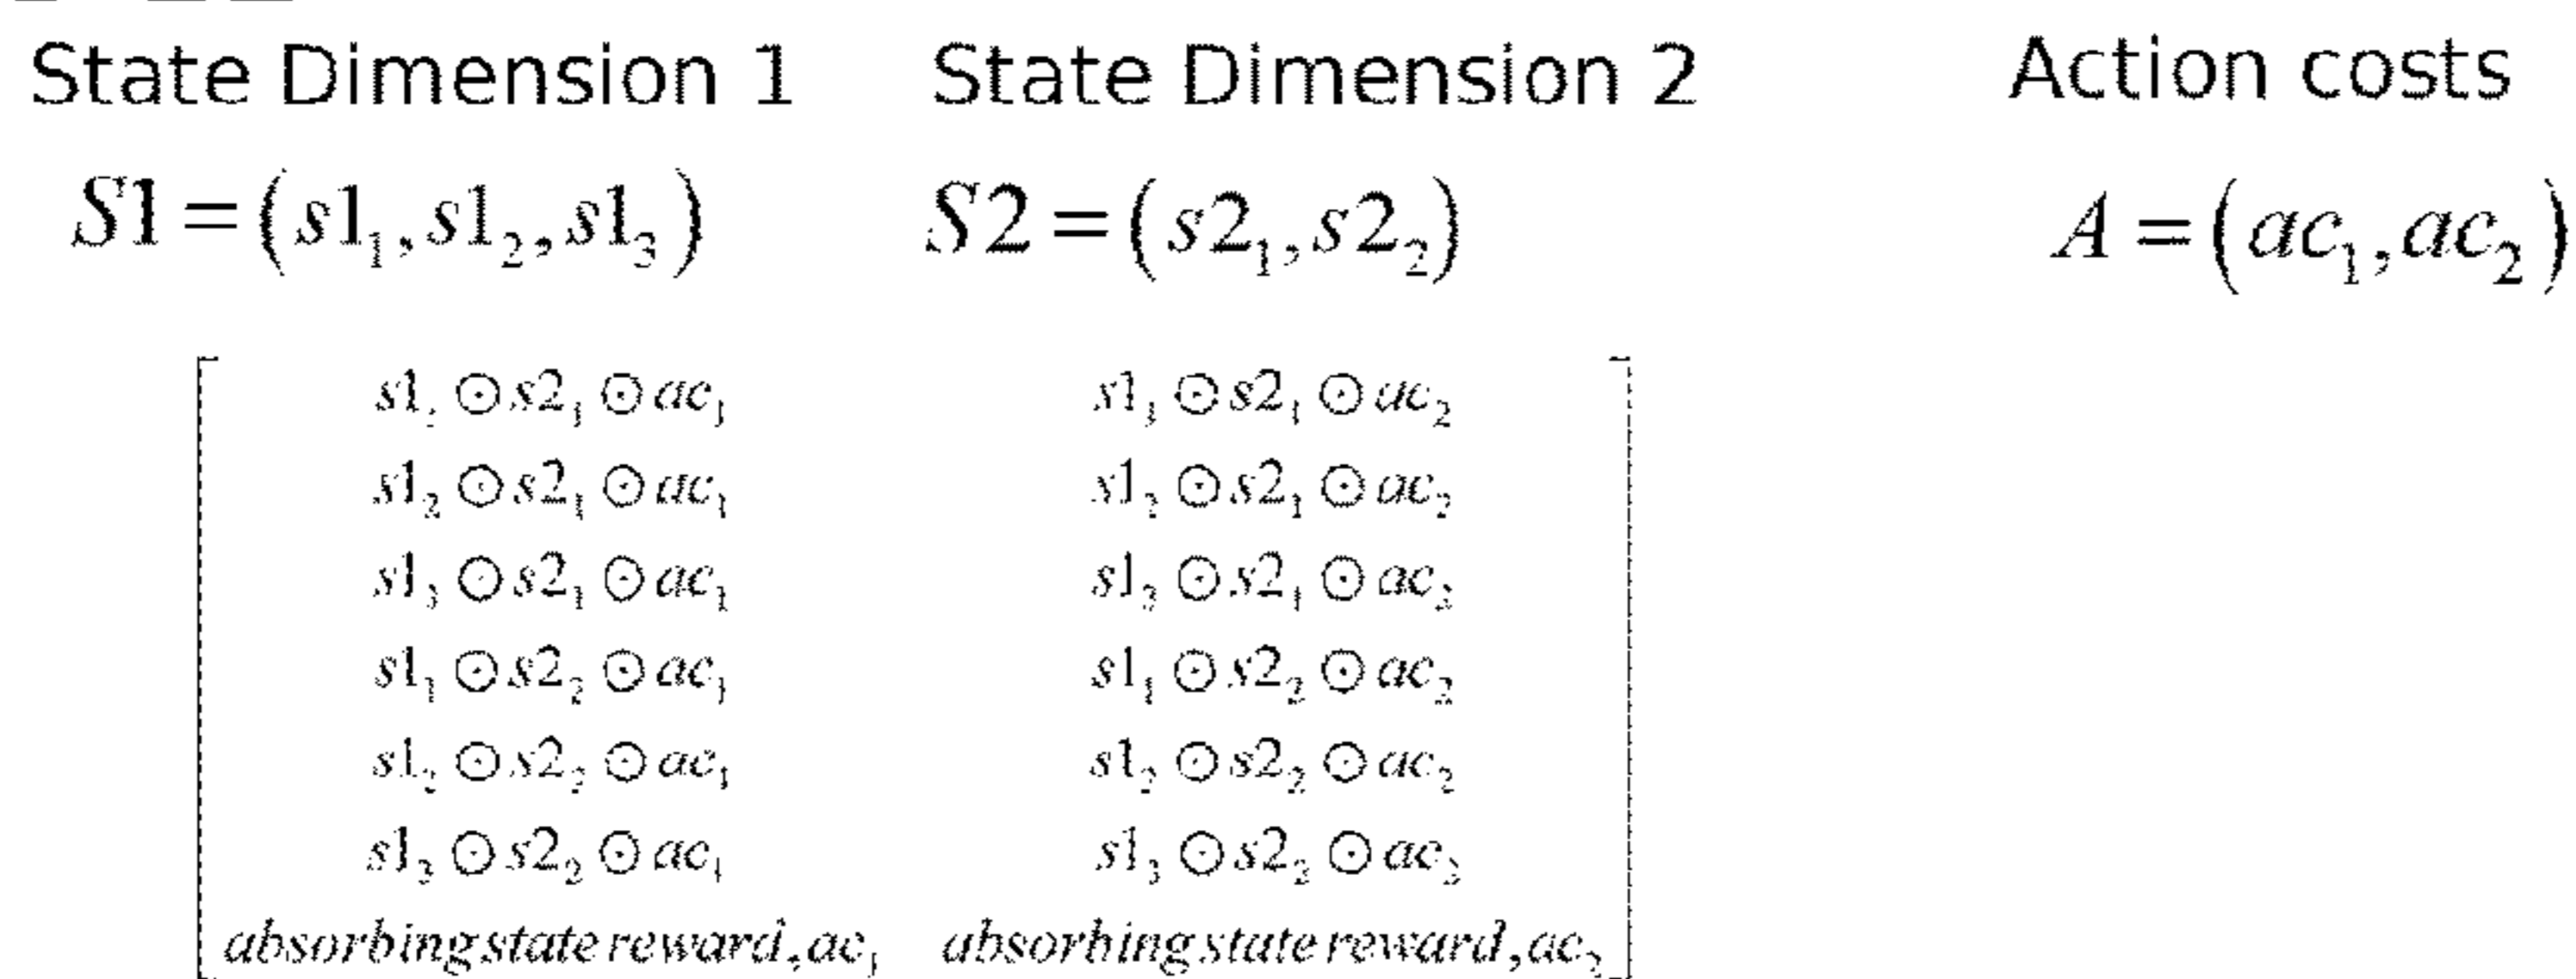 State Dimension 1 State Dimension 2 Action costs
S1 = (s1₁, s1₂, s1₃) S2 = (s2₁, s2₂) A = (ac₁, ac₂)
s1₁ ⊙ s2₁ ⊙ ac₁ s1₁ ⊙ s2₁ ⊙ ac₂
s1₂ ⊙ s2₁ ⊙ ac₁ s1₂ ⊙ s2₁ ⊙ ac₂
s1₃ ⊙ s2₁ ⊙ ac₁ s1₃ ⊙ s2₁ ⊙ ac₂
s1₁ ⊙ s2₂ ⊙ ac₁ s1₁ ⊙ s2₂ ⊙ ac₂
s1₂ ⊙ s2₂ ⊙ ac₁ s1₂ ⊙ s2₂ ⊙ ac₂
s1₃ ⊙ s2₂ ⊙ ac₁ s1₃ ⊙ s2₂ ⊙ ac₂
absorbing state reward, ac₁ absorbing state reward, ac₂